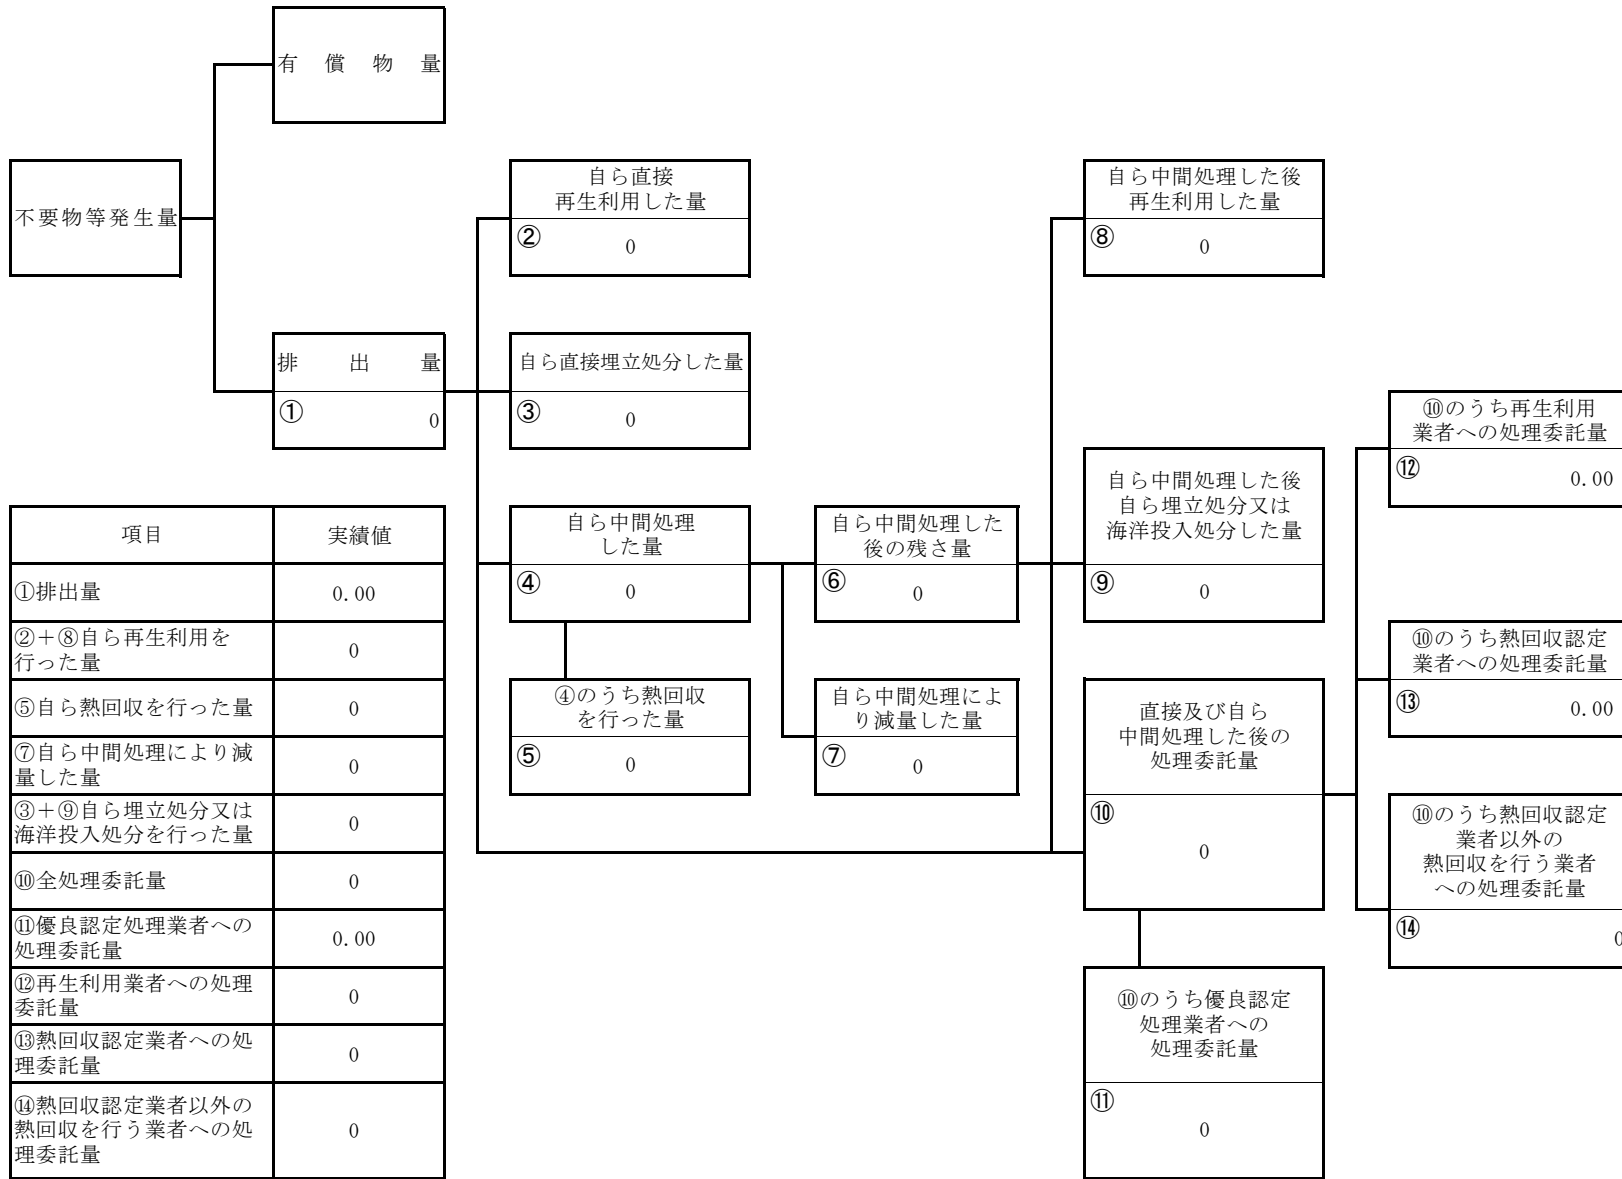 有償物量
不要物等発生量
排出量
①
0
自ら直接
再生利用した量
②
0
自ら直接埋立処分した量
③
0
自ら中間処理
した量
④
0
④のうち熱回収
を行った量
⑤
0
自ら中間処理した
後の残さ量
⑥
0
自ら中間処理によ
り減量した量
⑦
0
自ら中間処理した後
再生利用した量
⑧
0
自ら中間処理した後
自ら埋立処分又は
海洋投入処分した量
⑨
0
直接及び自ら
中間処理した後の
処理委託量
⑩
0
⑩のうち優良認定
処理業者への
処理委託量
⑪
0
⑩のうち再生利用
業者への処理委託量
⑫
0.00
⑩のうち熱回収認定
業者への処理委託量
⑬
0.00
⑩のうち熱回収認定
業者以外の
熱回収を行う業者
への処理委託量
⑭
0
項目 実績値
①排出量 0.00
②＋⑧自ら再生利用を
行った量 0
⑤自ら熱回収を行った量 0
⑦自ら中間処理により減
量した量 0
③＋⑨自ら埋立処分又は
海洋投入処分を行った量 0
⑩全処理委託量 0
⑪優良認定処理業者への
処理委託量 0.00
⑫再生利用業者への処理
委託量 0
⑬熱回収認定業者への処
理委託量 0
⑭熱回収認定業者以外の
熱回収を行う業者への処
理委託量 0